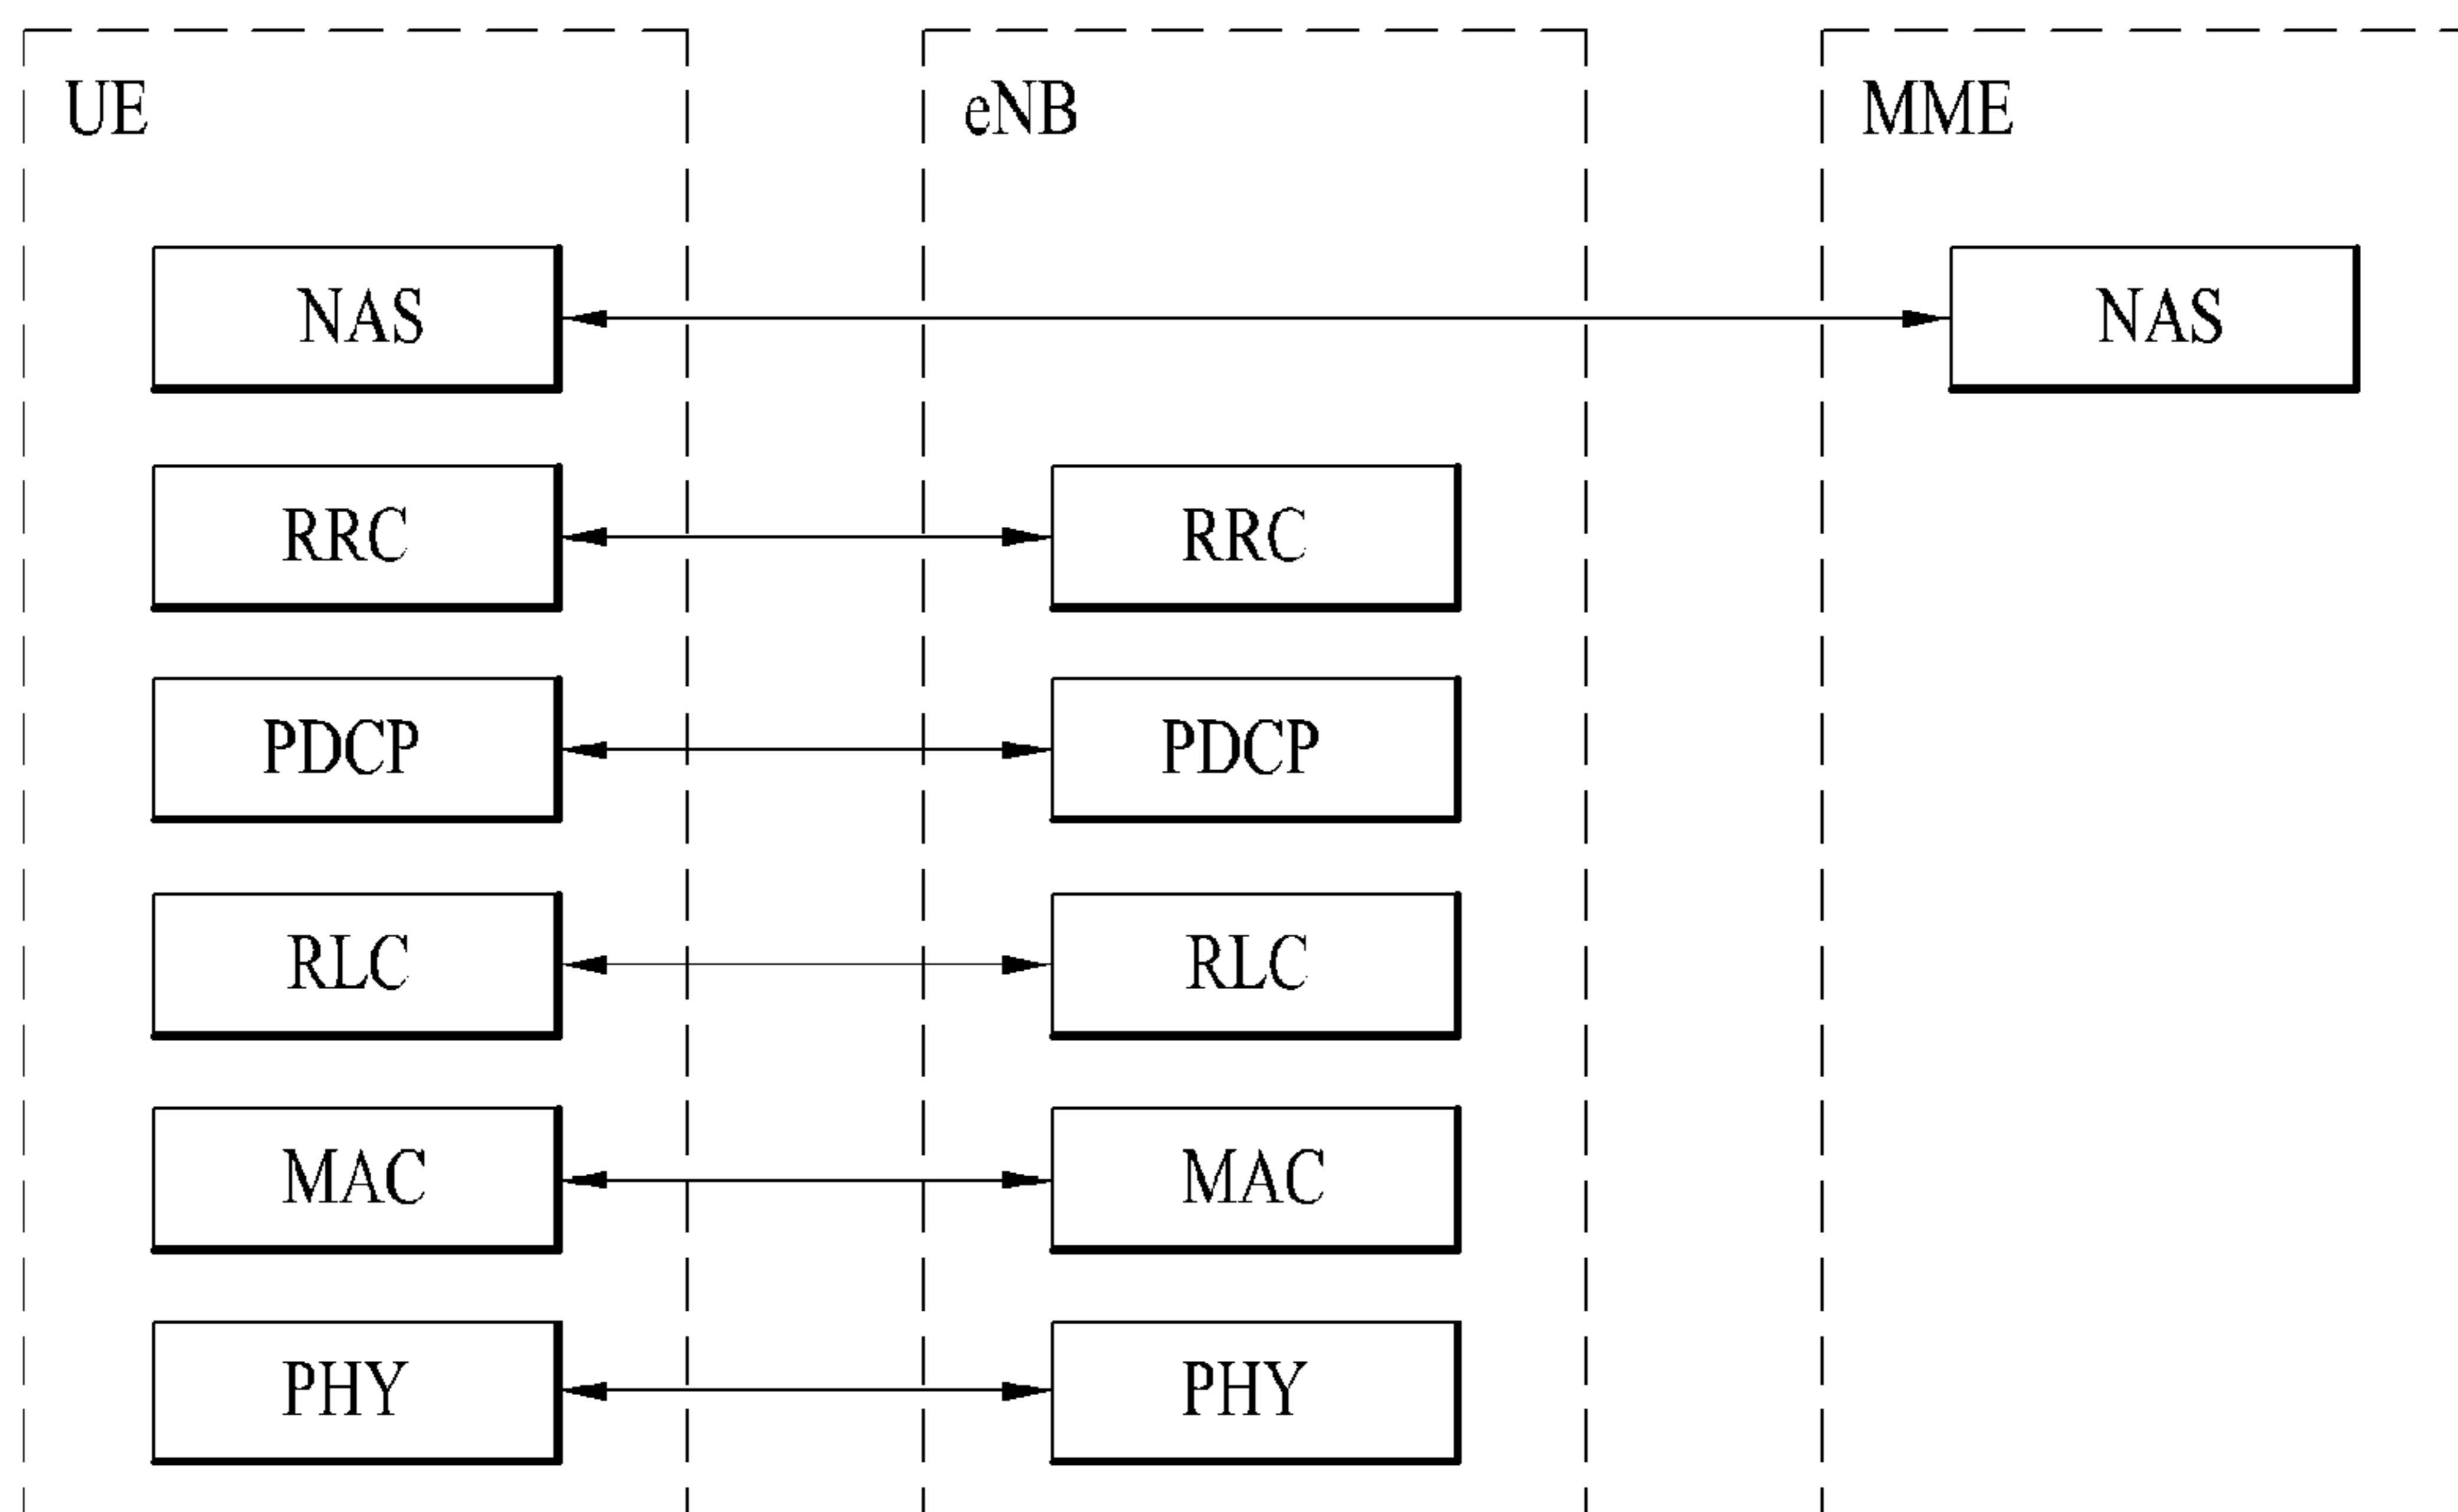 UE eNB MME
NAS NAS
RRC RRC
PDCP PDCP
RLC RLC
MAC MAC
PHY PHY